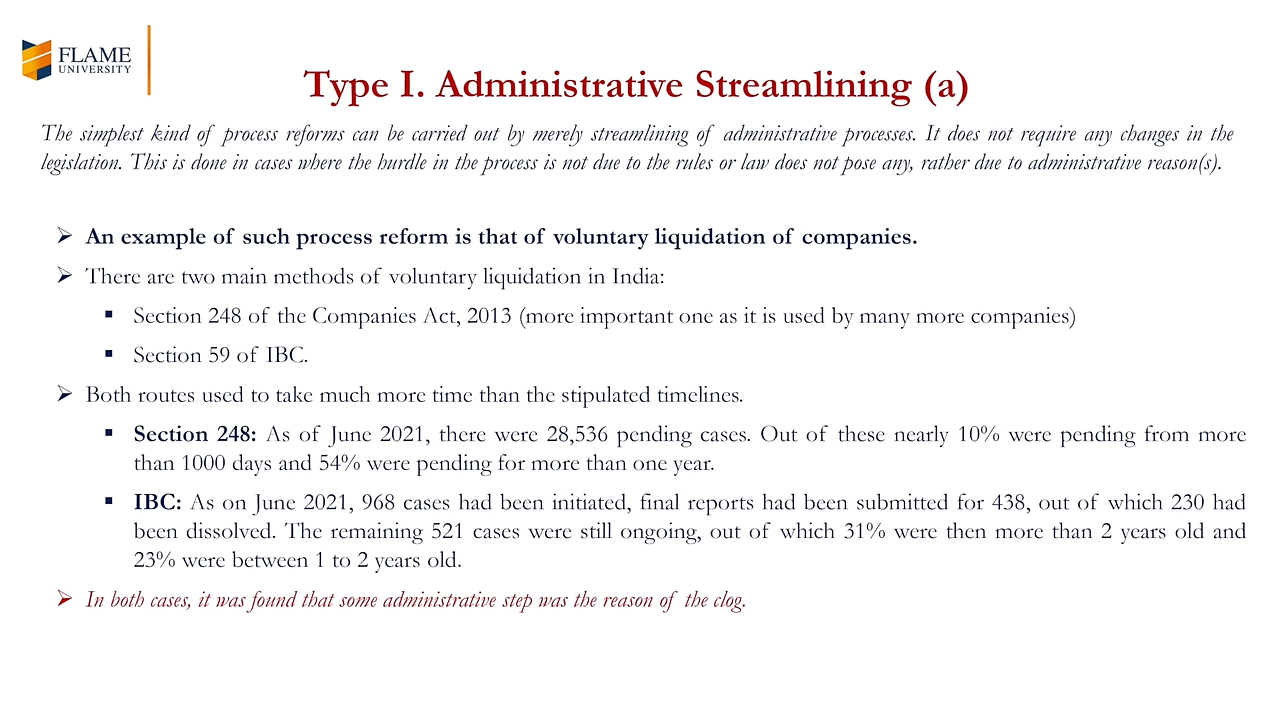 FLAME
UNIVERSITY
Type I. Administrative Streamlining (a)
The simplest kind of process reforms can be carried out by merely streamlining of administrative processes. It does not require any changes in the
legislation. This is done in cases where the hurdle in the process is not due to the rules or law does not pose any, rather due to administrative reason(s).
➢ An example of such process reform is that of voluntary liquidation of companies.
➢ There are two main methods of voluntary liquidation in India:
▪ Section 248 of the Companies Act, 2013 (more important one as it is used by many more companies)
▪ Section 59 of IBC.
➢ Both routes used to take much more time than the stipulated timelines.
▪ Section 248: As of June 2021, there were 28,536 pending cases. Out of these nearly 10% were pending from more
than 1000 days and 54% were pending for more than one year.
▪ IBC: As on June 2021, 968 cases had been initiated, final reports had been submitted for 438, out of which 230 had
been dissolved. The remaining 521 cases were still ongoing, out of which 31% were then more than 2 years old and
23% were between 1 to 2 years old.
➢ In both cases, it was found that some administrative step was the reason of the clog.